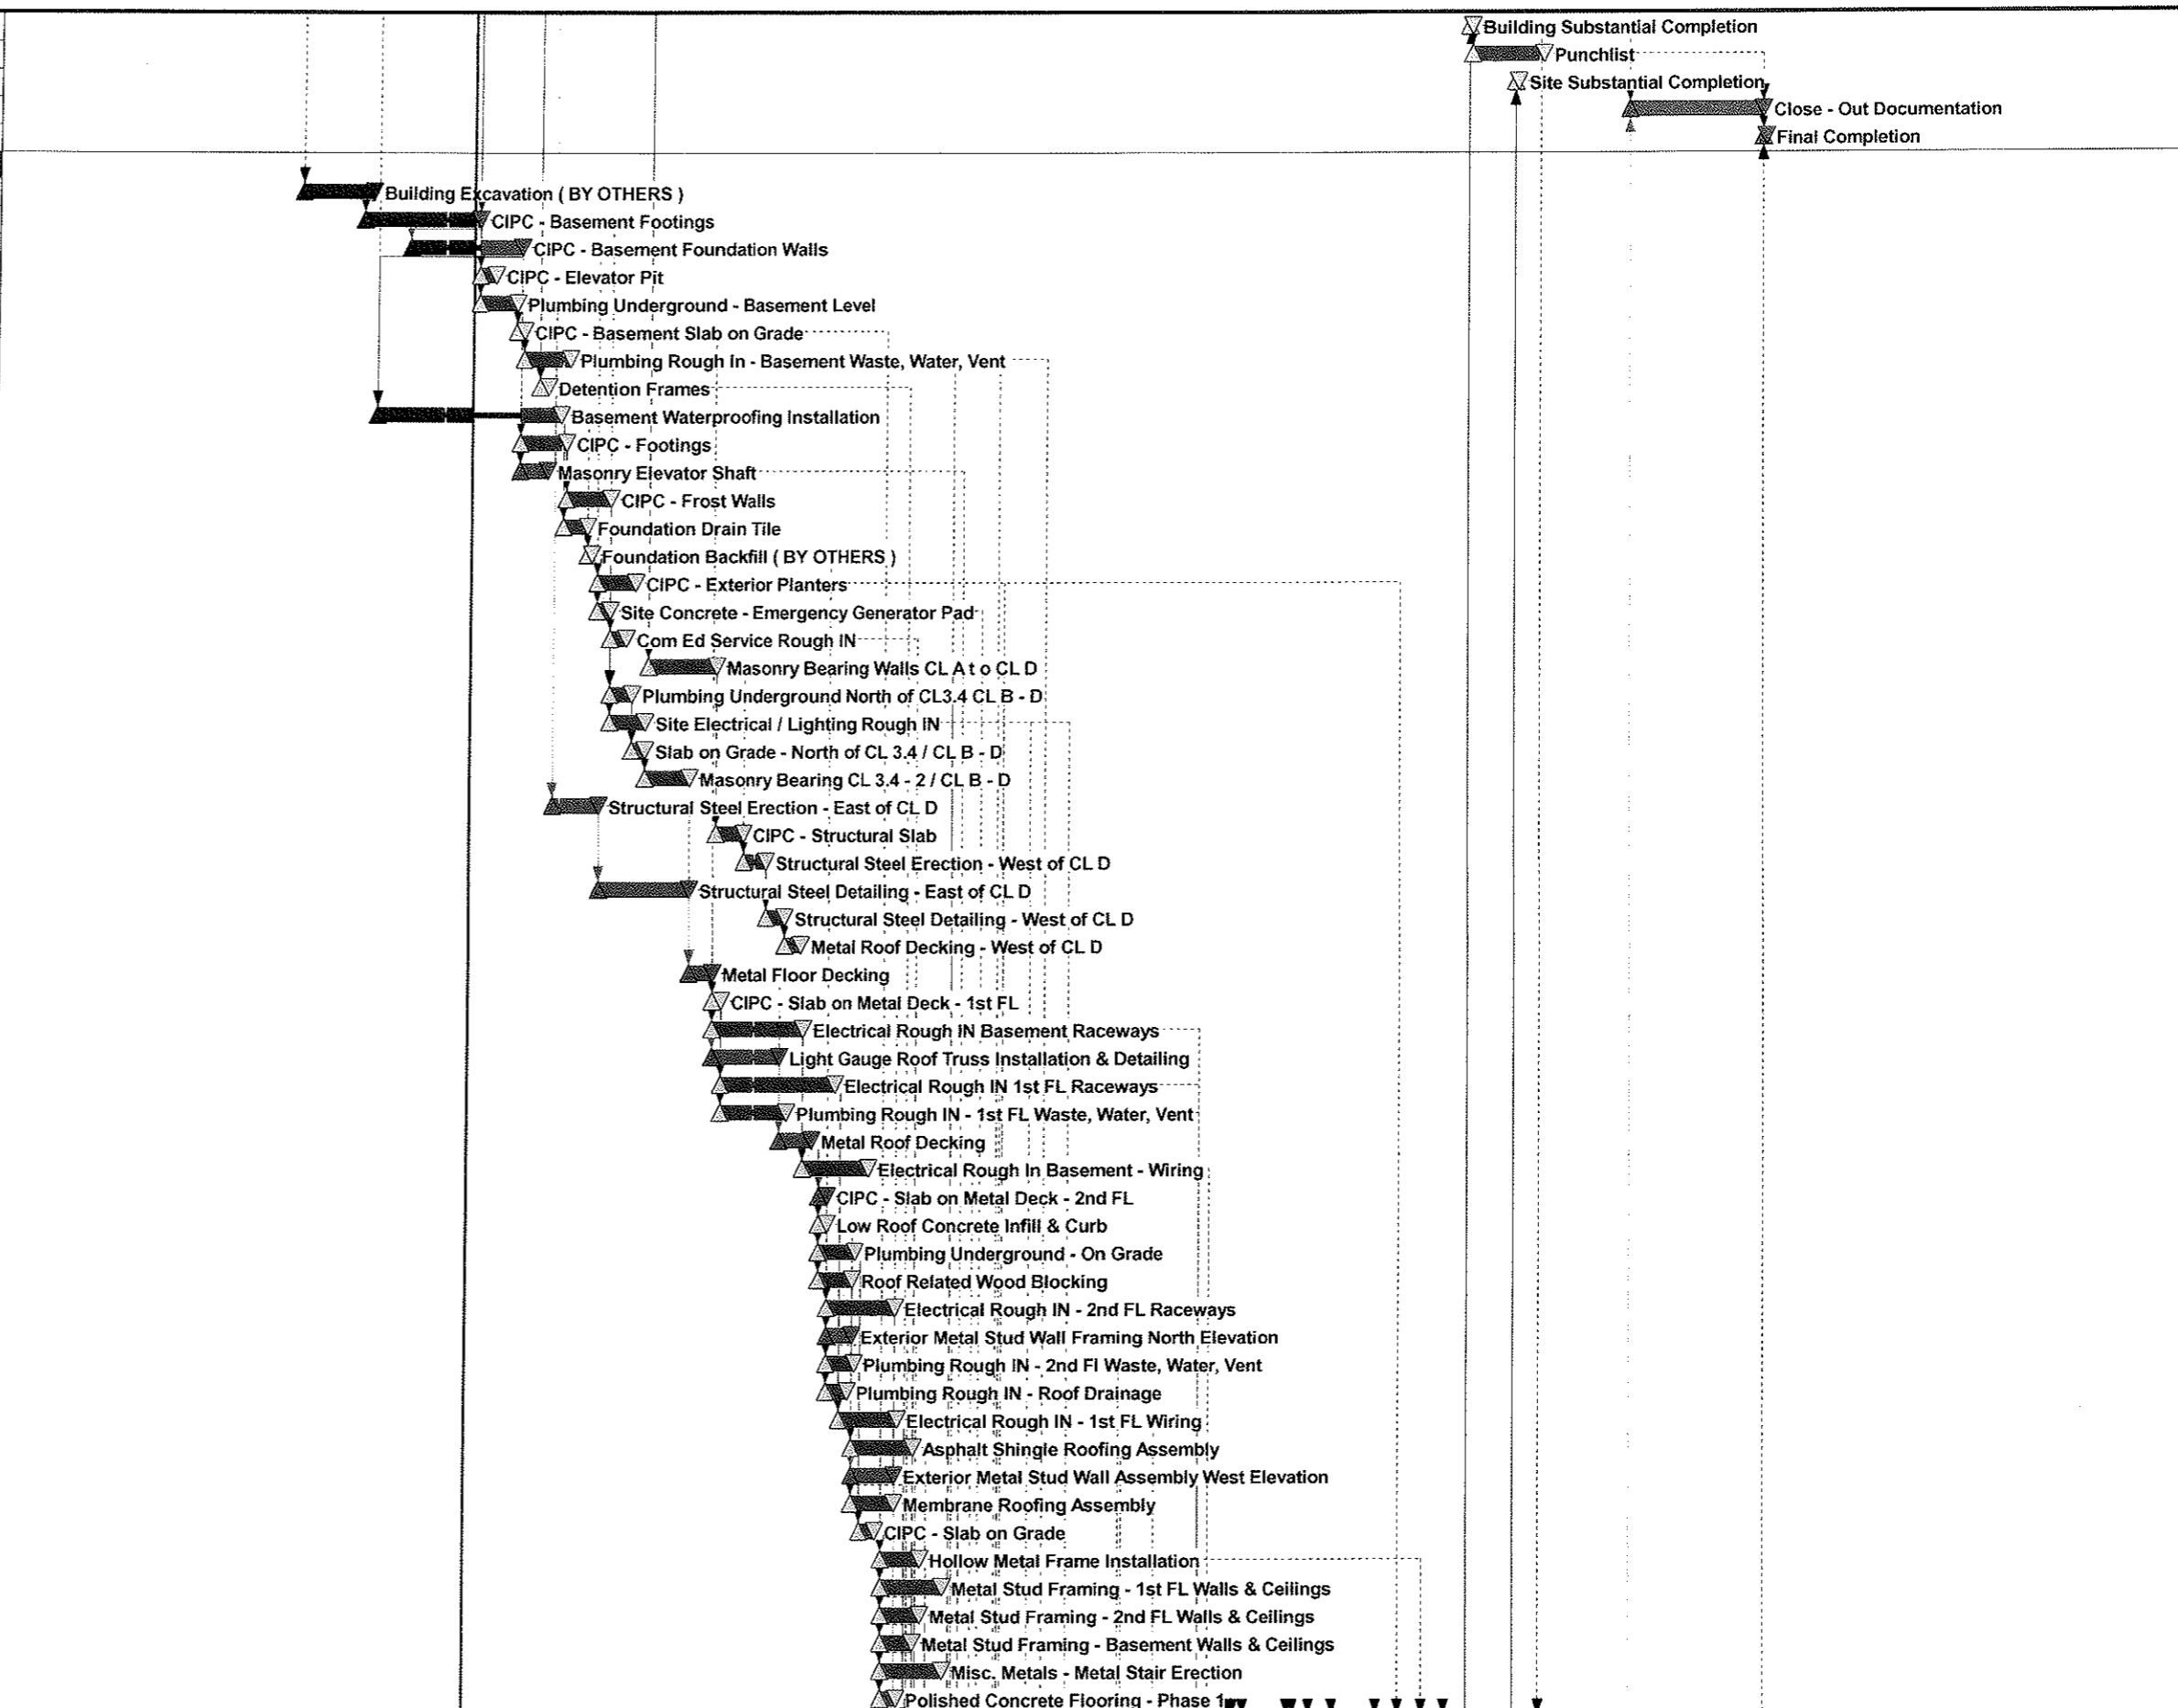 Building Substantial Completion
Punchlist
Site Substantial Completion
Close - Out Documentation
Final Completion
Building Excavation ( BY OTHERS )
CIPC - Basement Footings
CIPC - Basement Foundation Walls
CIPC - Elevator Pit
Plumbing Underground - Basement Level
CIPC - Basement Slab on Grade
Plumbing Rough In - Basement Waste, Water, Vent
Detention Frames
Basement Waterproofing Installation
CIPC - Footings
Masonry Elevator Shaft
CIPC - Frost Walls
Foundation Drain Tile
Foundation Backfill ( BY OTHERS )
CIPC - Exterior Planters
Site Concrete - Emergency Generator Pad
Com Ed Service Rough IN
Masonry Bearing Walls CL A t o CL D
Plumbing Underground North of CL3.4 CL B - D
Site Electrical / Lighting Rough IN
Slab on Grade - North of CL 3.4 / CL B - D
Masonry Bearing CL 3.4 - 2 / CL B - D
Structural Steel Erection - East of CL D
CIPC - Structural Slab
Structural Steel Erection - West of CL D
Structural Steel Detailing - East of CL D
Structural Steel Detailing - West of CL D
Metal Roof Decking - West of CL D
Metal Floor Decking
CIPC - Slab on Metal Deck - 1st FL
Electrical Rough IN Basement Raceways
Light Gauge Roof Truss Installation & Detailing
Electrical Rough IN 1st FL Raceways
Plumbing Rough IN - 1st FL Waste, Water, Vent
Metal Roof Decking
Electrical Rough In Basement - Wiring
CIPC - Slab on Metal Deck - 2nd FL
Low Roof Concrete Infill & Curb
Plumbing Underground - On Grade
Roof Related Wood Blocking
Electrical Rough IN - 2nd FL Raceways
Exterior Metal Stud Wall Framing North Elevation
Plumbing Rough IN - 2nd Fl Waste, Water, Vent
Plumbing Rough IN - Roof Drainage
Electrical Rough IN - 1st FL Wiring
Asphalt Shingle Roofing Assembly
Exterior Metal Stud Wall Assembly West Elevation
Membrane Roofing Assembly
CIPC - Slab on Grade
Hollow Metal Frame Installation
Metal Stud Framing - 1st FL Walls & Ceilings
Metal Stud Framing - 2nd FL Walls & Ceilings
Metal Stud Framing - Basement Walls & Ceilings
Misc. Metals - Metal Stair Erection
Polished Concrete Flooring - Phase 1